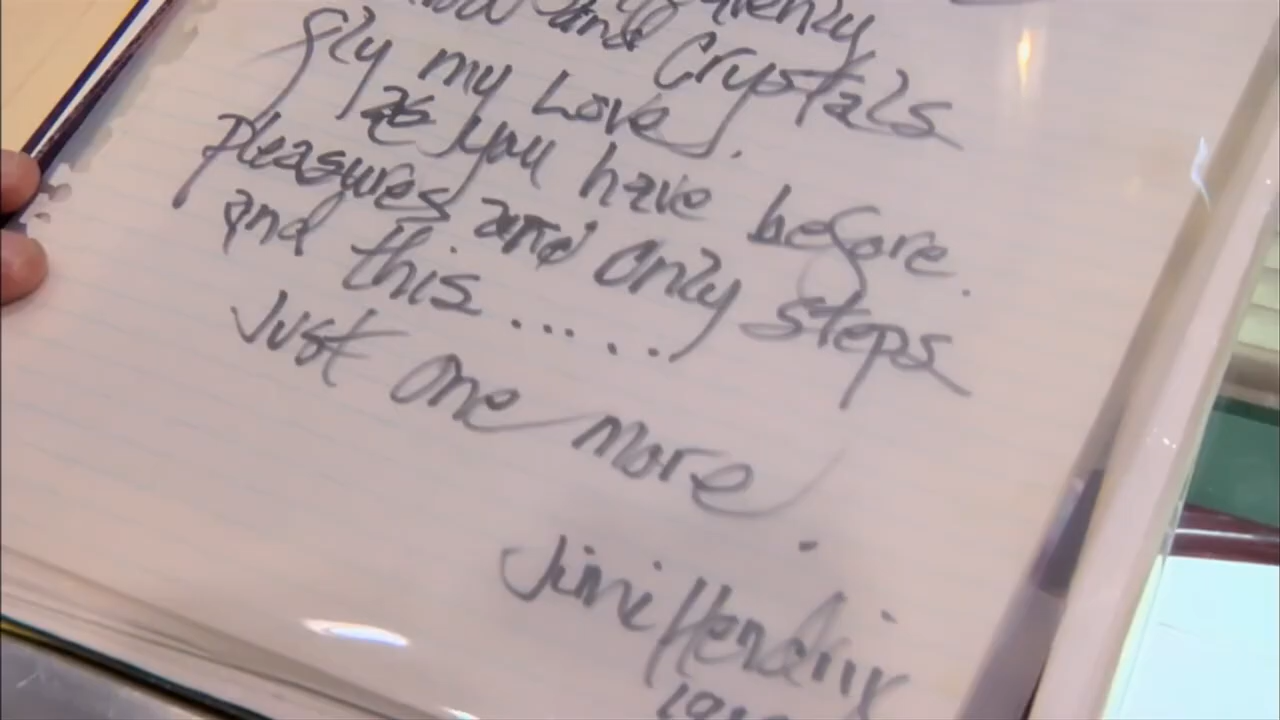 and Crystals
fly my Love.
as you have before.
pleasures and only steps
and this ... . ..
Just one more.
Jimi Hendrix